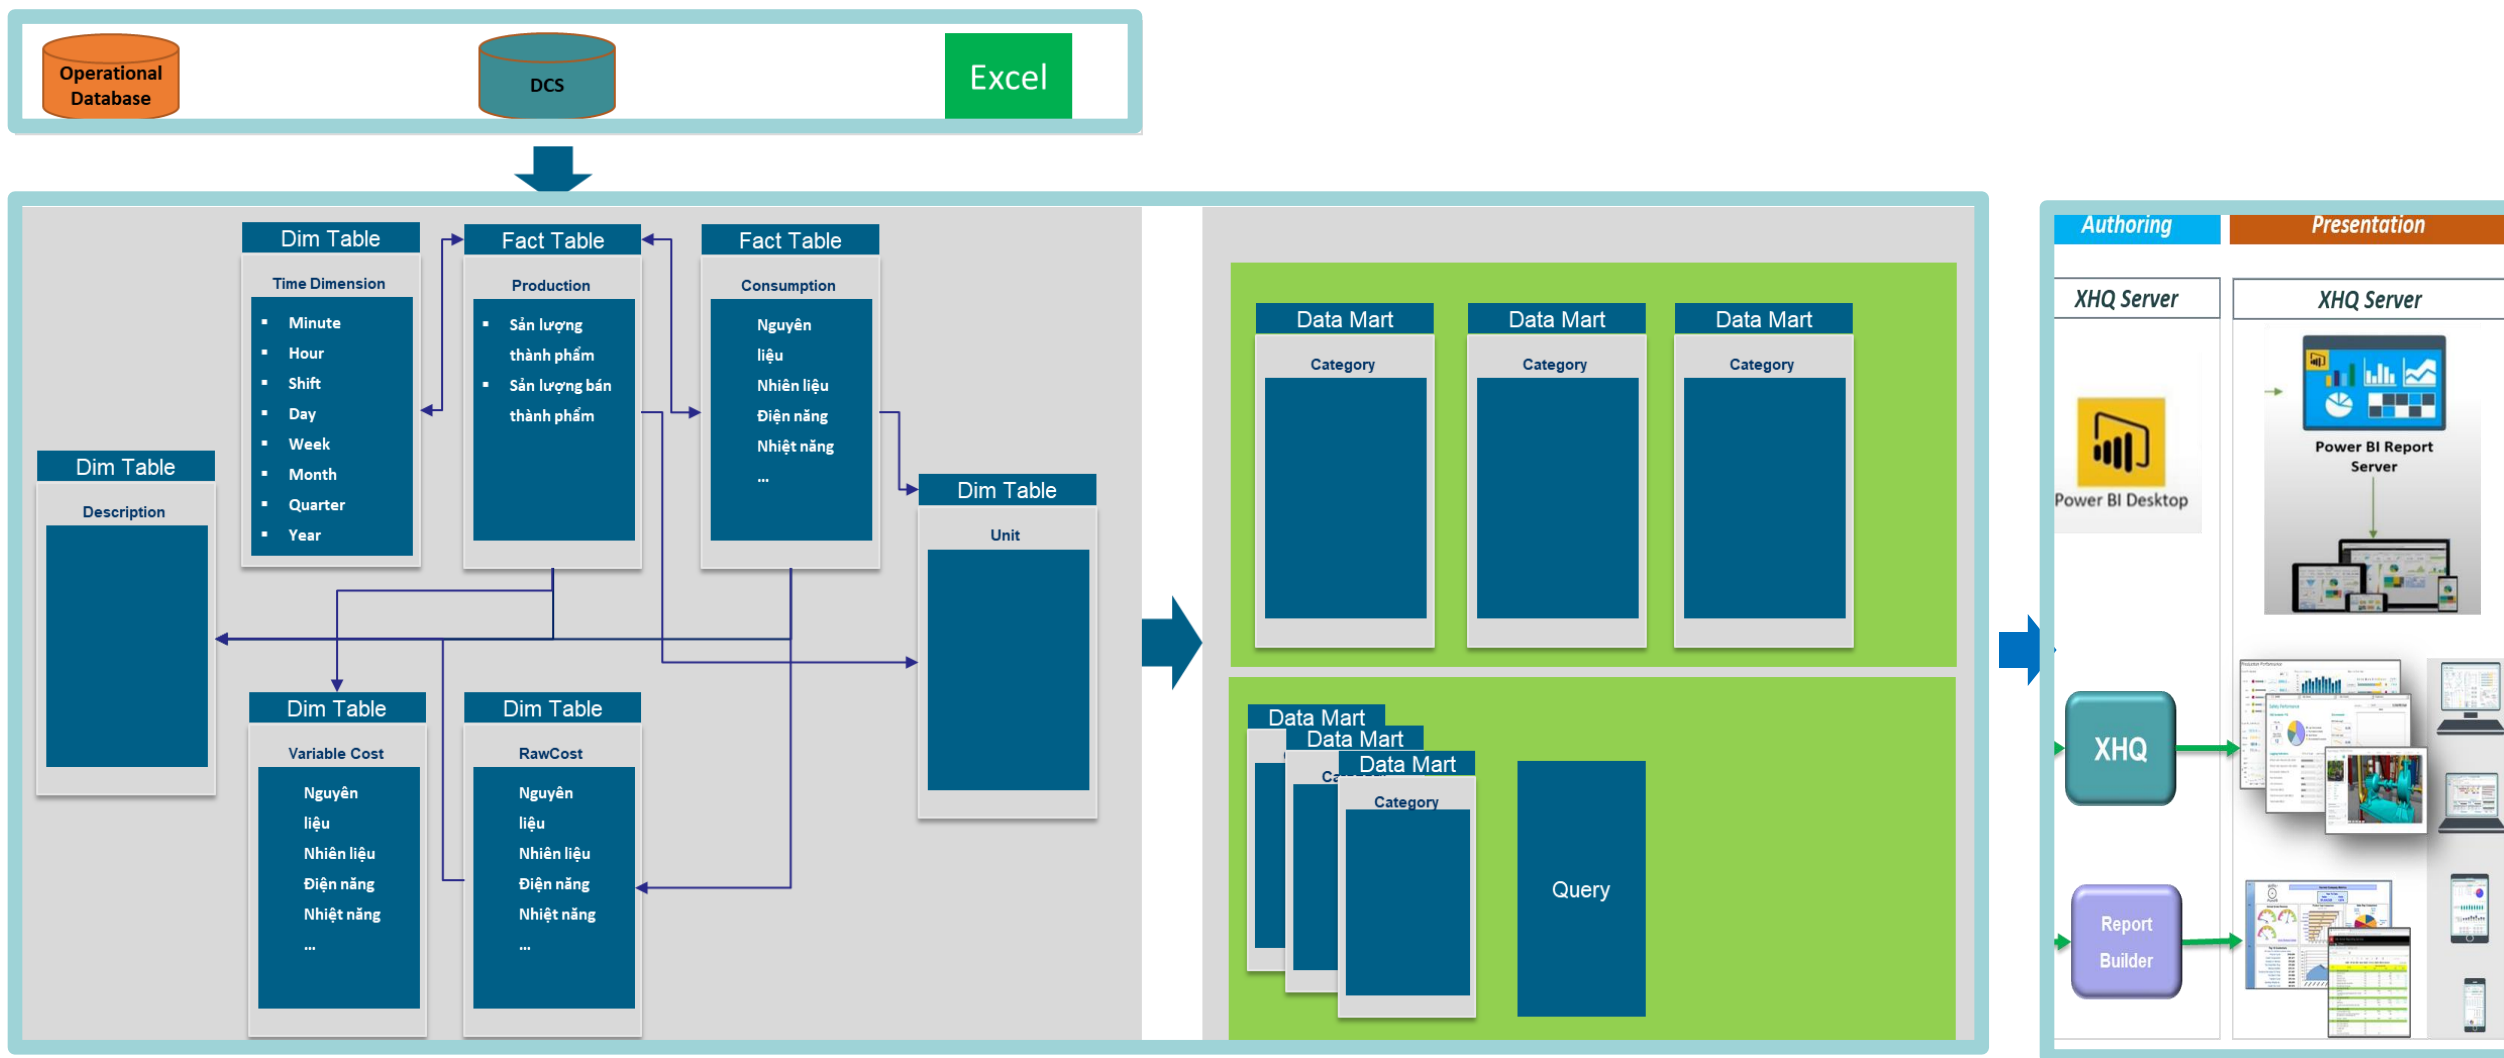 Operational
Database
DCS
Excel
Dim Table
Time Dimension
▪ Minute
▪ Hour
▪ Shift
▪ Day
▪ Week
▪ Month
▪ Quarter
▪ Year
Fact Table
Production
▪ Sản lượng
thành phẩm
▪ Sản lượng bán
thành phẩm
Fact Table
Consumption
Nguyên
liệu
Nhiên liệu
Điện năng
Nhiệt năng
...
Dim Table
Description
Dim Table
Unit
Dim Table
Variable Cost
Nguyên
liệu
Nhiên liệu
Điện năng
Nhiệt năng
...
Dim Table
RawCost
Nguyên
liệu
Nhiên liệu
Điện năng
Nhiệt năng
...
Data Mart
Category
Data Mart
Category
Data Mart
Category
Data Mart
Data Mart
Data Mart
Category
Query
Authoring
Presentation
XHQ Server
XHQ Server
Power BI Desktop
Power BI Report
Server
XHQ
Report
Builder